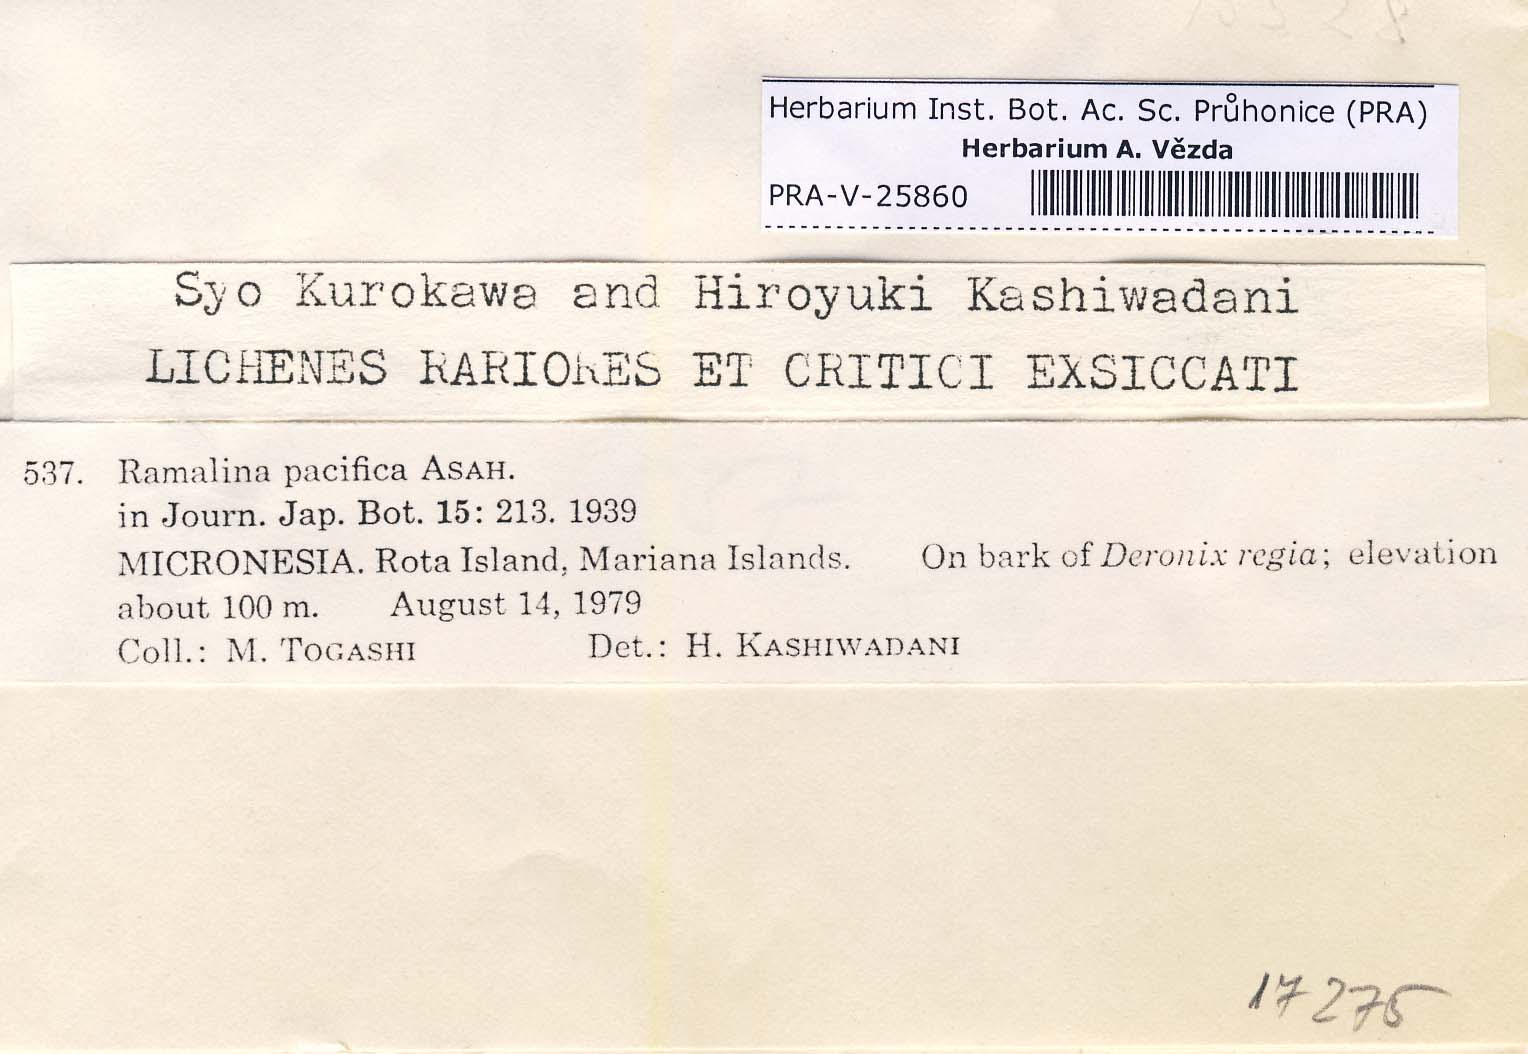 Herbarium Inst. Bot. Ac. Sc. Průhonice (PRA)
Herbarium A. Vězda
PRA-V-25860
Syo Kurokawa and Hiroyuki Kashiwadani
LICHENES RARIORES ET CRITICI EXSICCATI
537. Ramalina pacifica ASAH.
in Journ. Jap. Bot. 15: 213. 1939
MICRONESIA. Rota Island, Mariana Islands. On bark of Deronix regia; elevation
about 100 m. August 14, 1979
Coll.: M. TOGASHI Det.: H. KASHIWADANI
17275